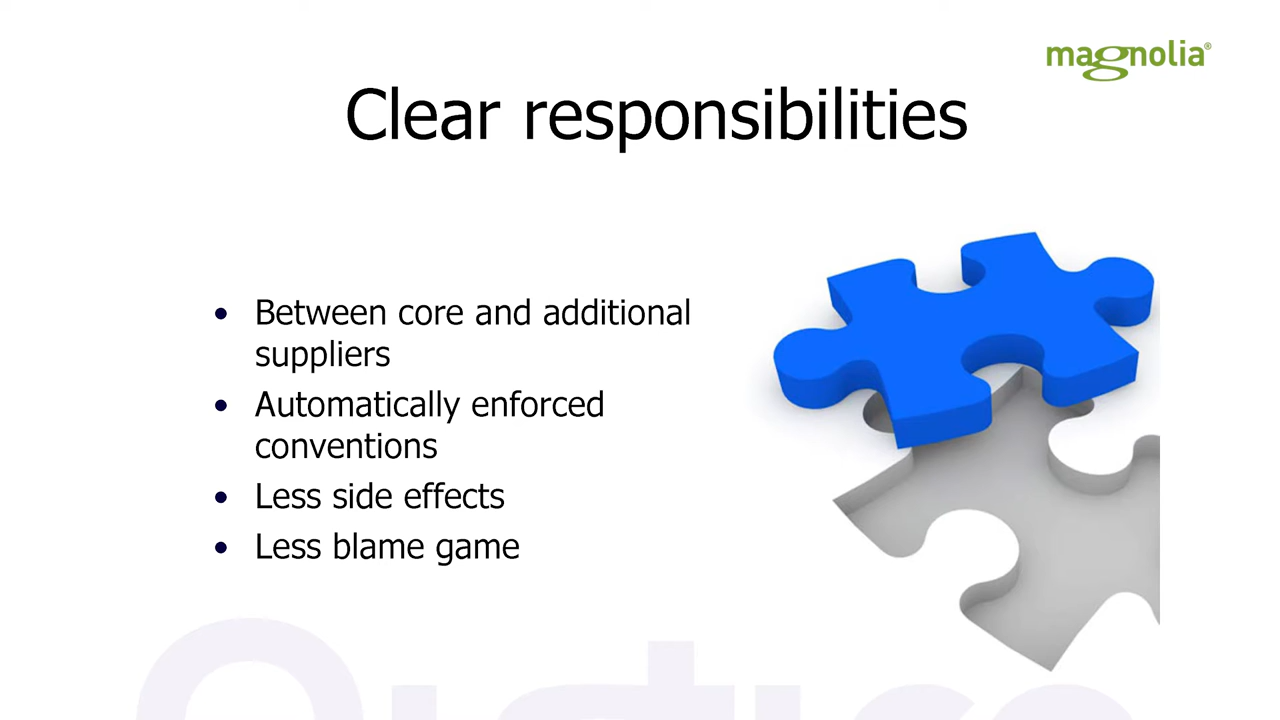 magnolia®
Clear responsibilities
• Between core and additional
suppliers
• Automatically enforced
conventions
• Less side effects
• Less blame game